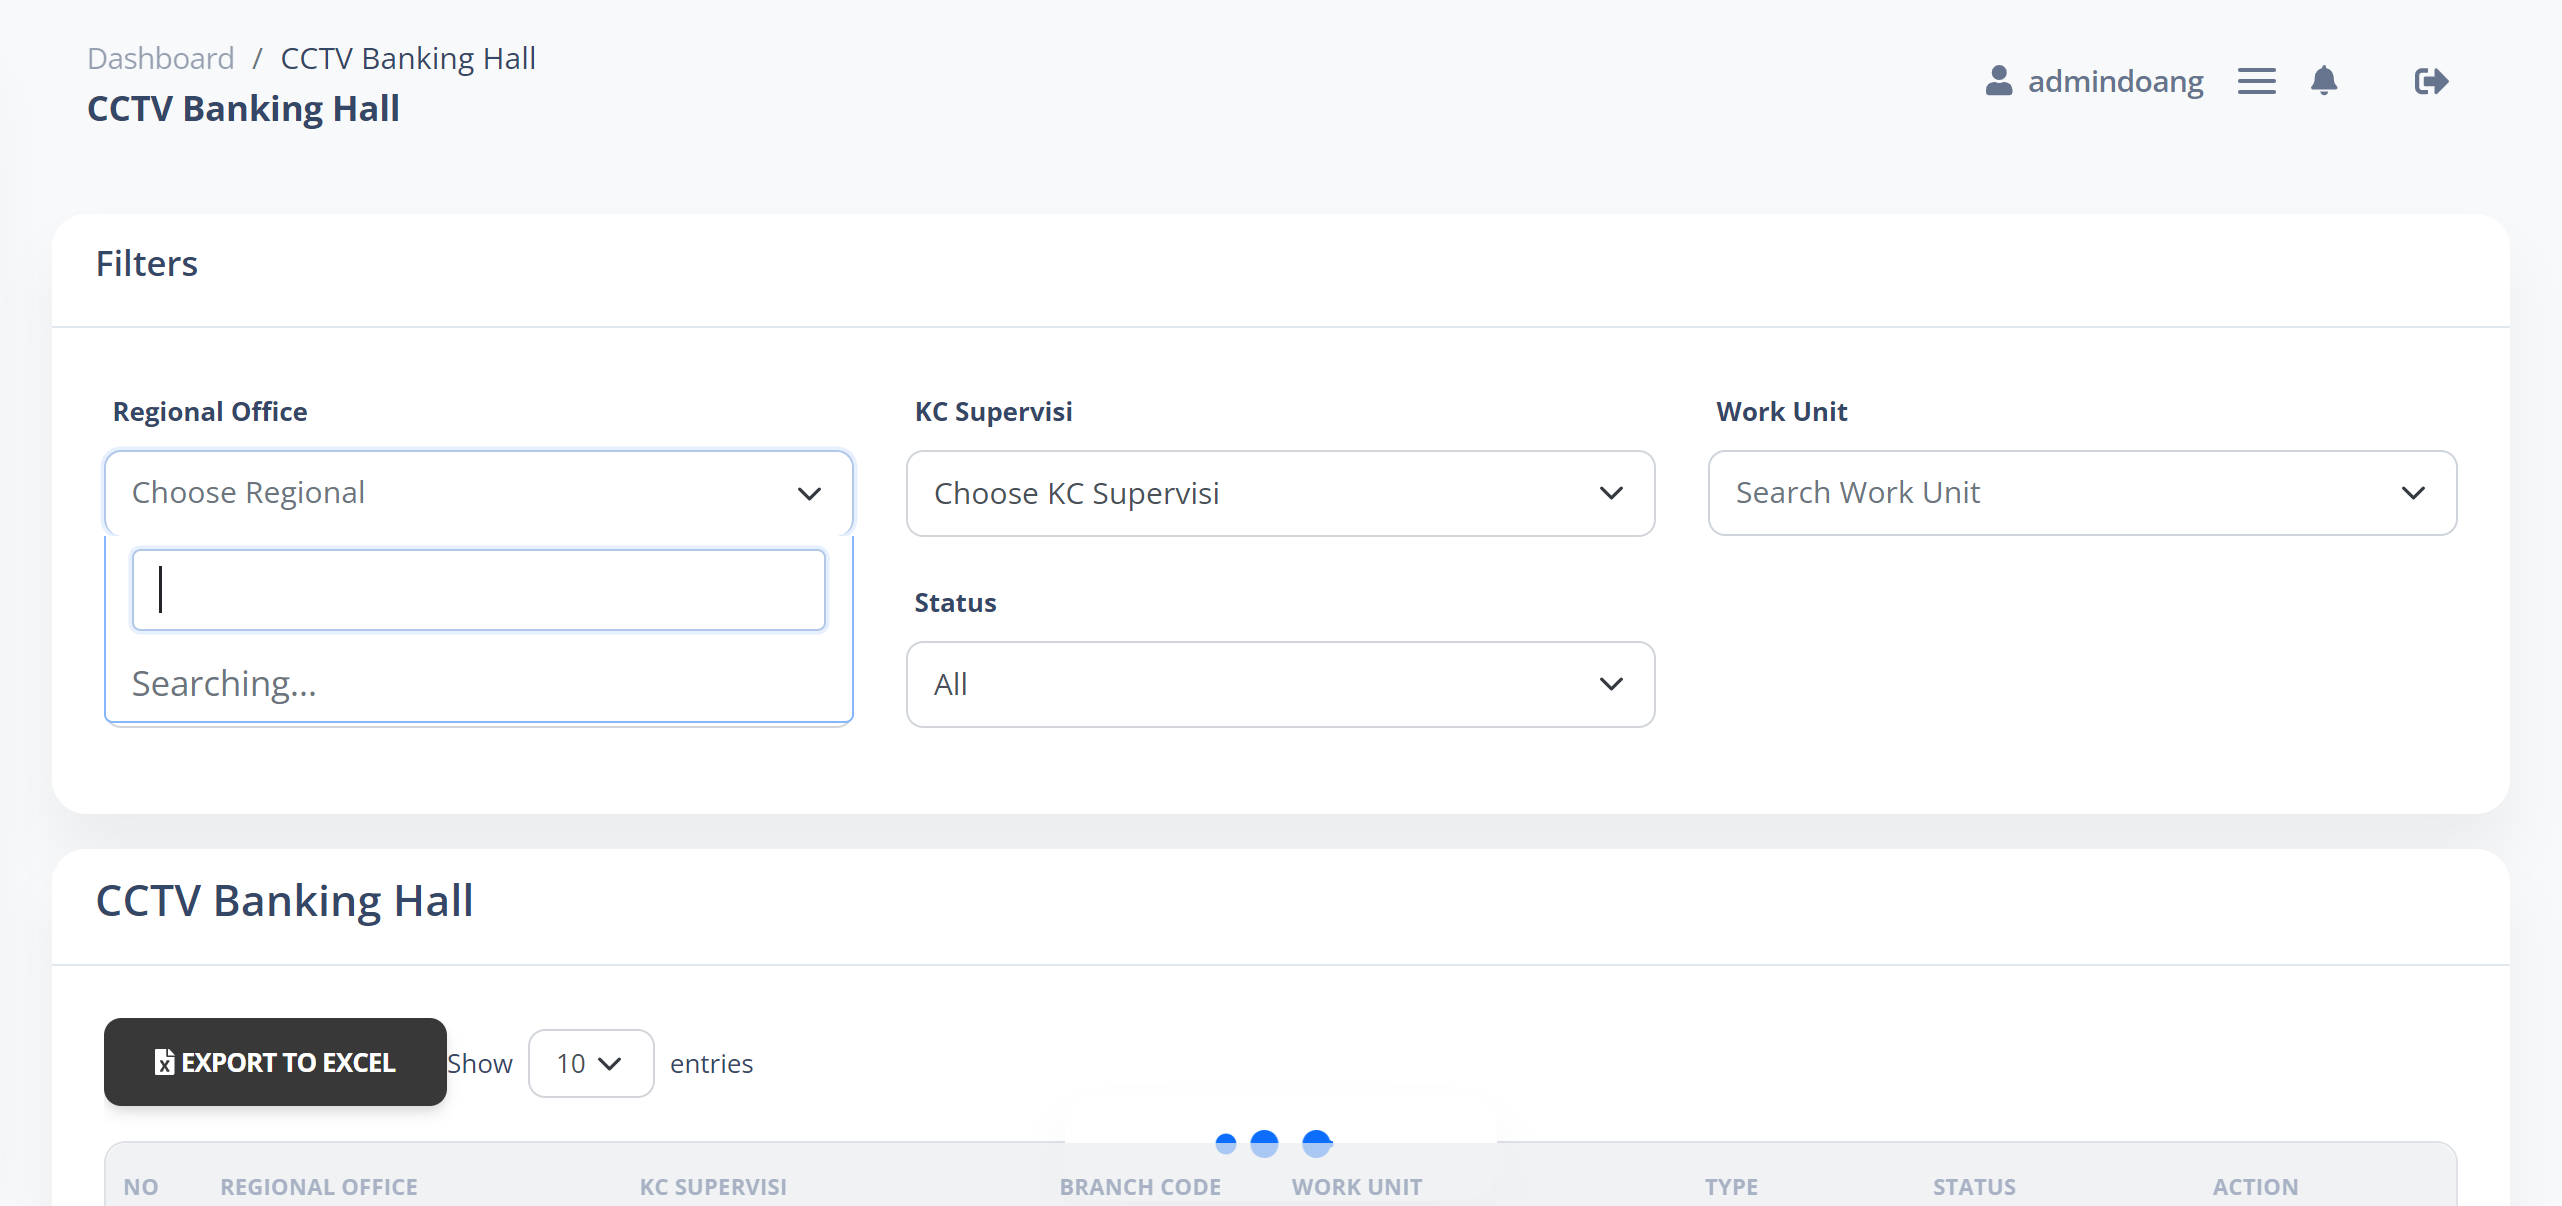 Dashboard / CCTV Banking Hall
CCTV Banking Hall
admindoang
Filters
Regional Office
KC Supervisi
Work Unit
Choose Regional
Choose KC Supervisi
Search Work Unit
Status
Searching...
All
CCTV Banking Hall
EXPORT TO EXCEL Show 10 entries
NO REGIONAL OFFICE KC SUPERVISI BRANCH CODE WORK UNIT TYPE STATUS ACTION